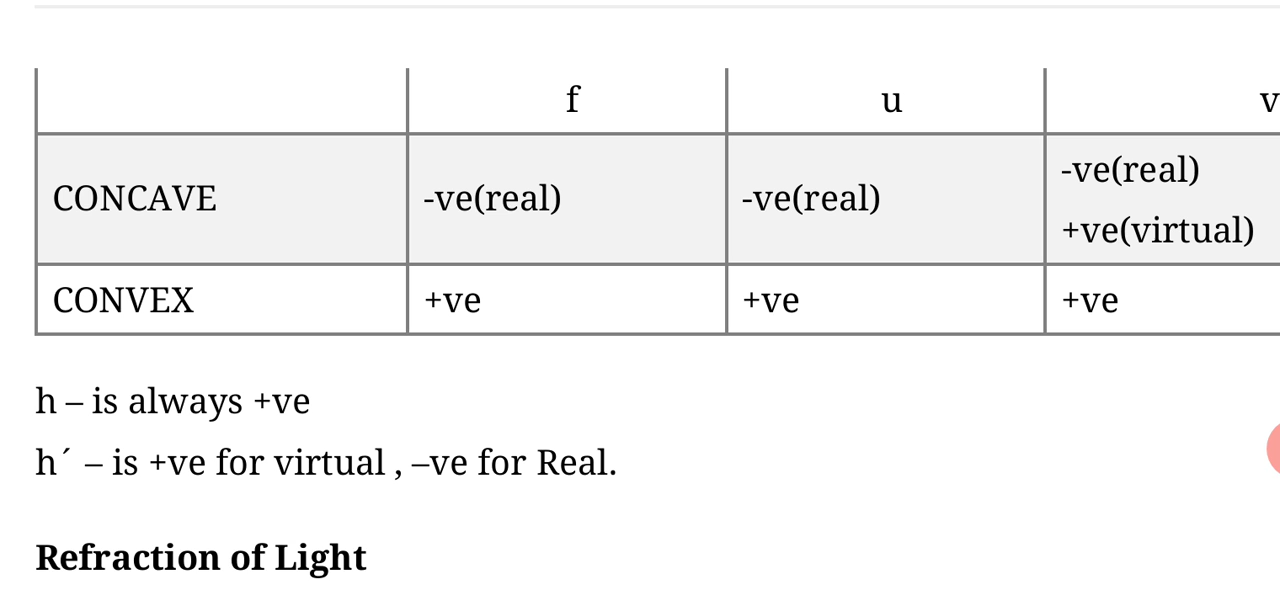 f u v
CONCAVE -ve(real) -ve(real) -ve(real)
+ve(virtual)
CONVEX +ve +ve +ve
h – is always +ve
h´ – is +ve for virtual , –ve for Real.
Refraction of Light